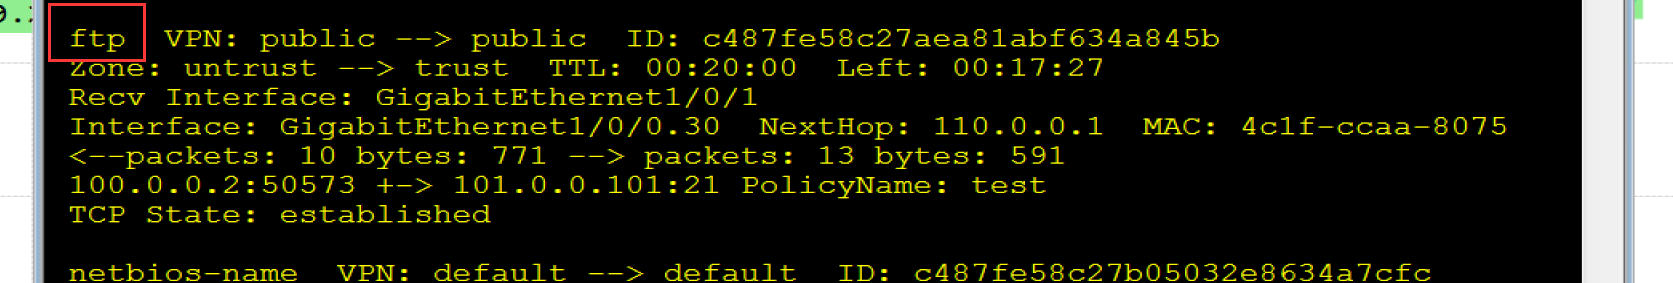 ftp  VPN: public --> public  ID: c487fe58c27aea81abf634a845b
Zone: untrust --> trust  TTL: 00:20:00  Left: 00:17:27
Recv Interface: GigabitEthernet1/0/1
Interface: GigabitEthernet1/0/0.30  NextHop: 110.0.0.1  MAC: 4c1f-ccaa-8075
<--packets: 10 bytes: 771 --> packets: 13 bytes: 591
100.0.0.2:50573 +-> 101.0.0.101:21 PolicyName: test
TCP State: established
netbios-name  VPN: default --> default  ID: c487fe58c27b05032e8634a7cfc